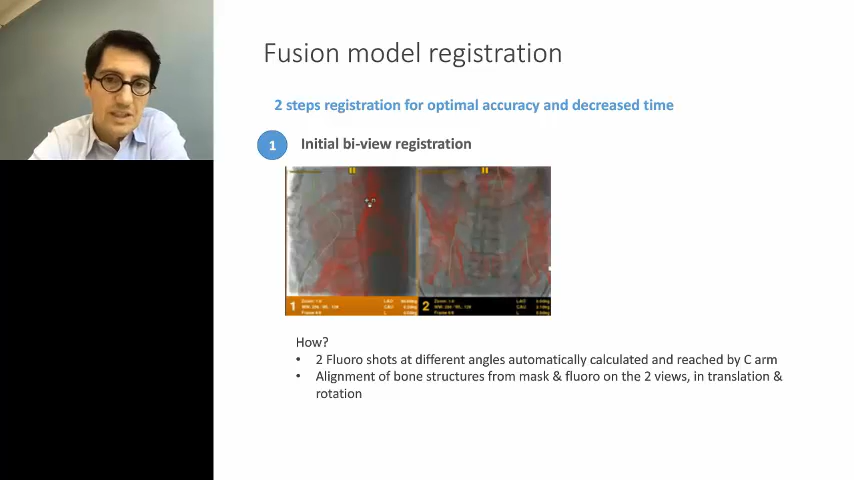 Fusion model registration
2 steps registration for optimal accuracy and decreased time
1 Initial bi-view registration
1
2
How?
• 2 Fluoro shots at different angles automatically calculated and reached by C arm
• Alignment of bone structures from mask & fluoro on the 2 views, in translation &
rotation